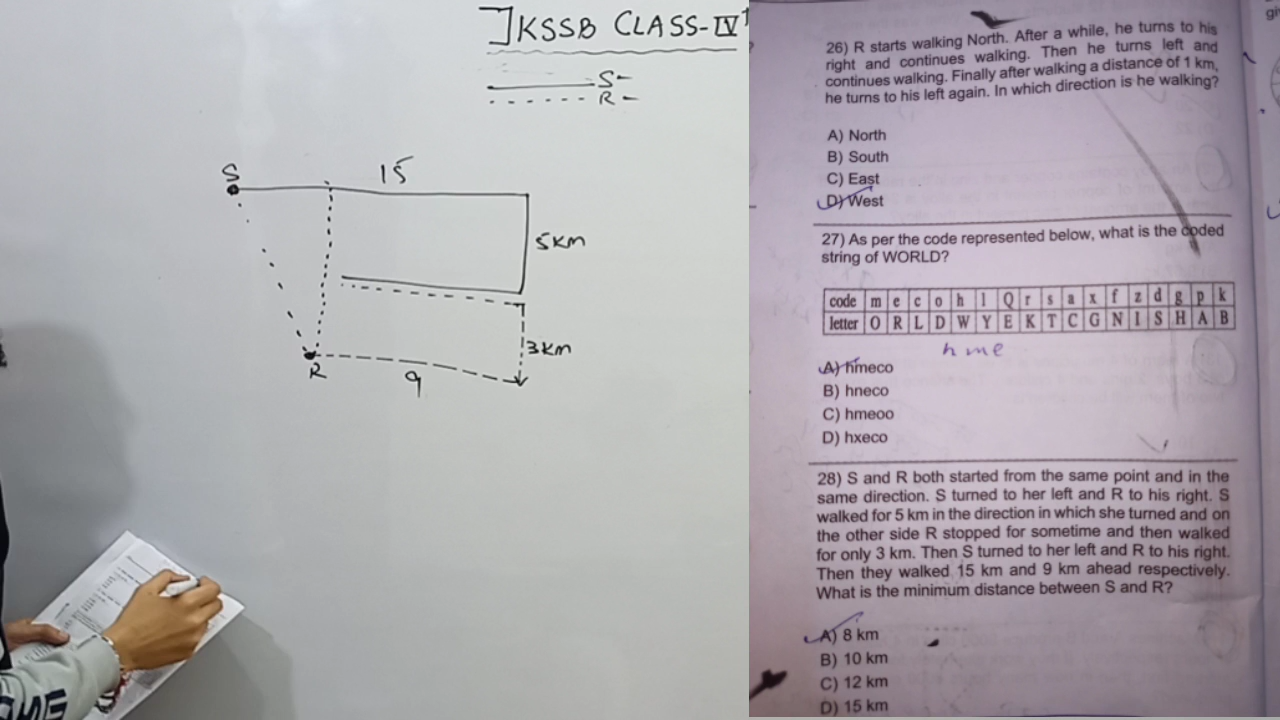 JKSSB CLASS-IV
S-
R-
S
15
5KM
3KM
R
9
26) R starts walking North. After a while, he turns to his
right and continues walking. Then he turns left and
continues walking. Finally after walking a distance of 1 km,
he turns to his left again. In which direction is he walking?
A) North
B) South
C) East
D) West
27) As per the code represented below, what is the coded
string of WORLD?
code m e c o h l Q r s a x f z d g p k
letter O R L D W Y E K T C G N I S H A B
h me
A) hmeco
B) hneco
C) hmeoo
D) hxeco
28) S and R both started from the same point and in the
same direction. S turned to her left and R to his right. S
walked for 5 km in the direction in which she turned and on
the other side R stopped for sometime and then walked
for only 3 km. Then S turned to her left and R to his right.
Then they walked 15 km and 9 km ahead respectively.
What is the minimum distance between S and R?
A) 8 km
B) 10 km
C) 12 km
D) 15 km